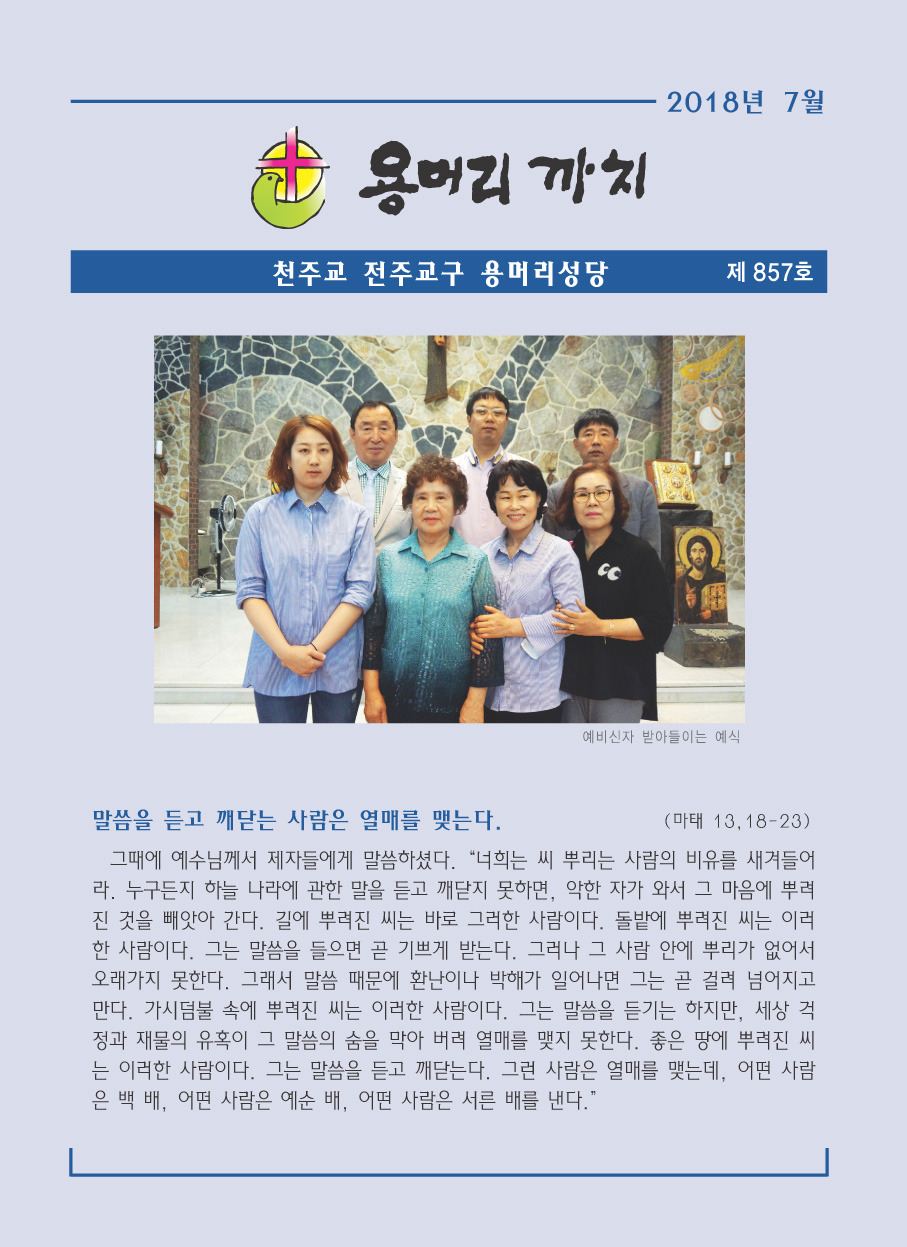 2018년 7월
용머리 까치
천주교 전주교구 용머리성당 제 857호
예비신자 받아들이는 예식
말씀을 듣고 깨닫는 사람은 열매를 맺는다. (마태 13,18-23)
그때에 예수님께서 제자들에게 말씀하셨다. “너희는 씨 뿌리는 사람의 비유를 새겨들어
라. 누구든지 하늘 나라에 관한 말을 듣고 깨닫지 못하면, 악한 자가 와서 그 마음에 뿌려
진 것을 빼앗아 간다. 길에 뿌려진 씨는 바로 그러한 사람이다. 돌밭에 뿌려진 씨는 이러
한 사람이다. 그는 말씀을 들으면 곧 기쁘게 받는다. 그러나 그 사람 안에 뿌리가 없어서
오래가지 못한다. 그래서 말씀 때문에 환난이나 박해가 일어나면 그는 곧 걸려 넘어지고
만다. 가시덤불 속에 뿌려진 씨는 이러한 사람이다. 그는 말씀을 듣기는 하지만, 세상 걱
정과 재물의 유혹이 그 말씀의 숨을 막아 버려 열매를 맺지 못한다. 좋은 땅에 뿌려진 씨
는 이러한 사람이다. 그는 말씀을 듣고 깨닫는다. 그런 사람은 열매를 맺는데, 어떤 사람
은 백 배, 어떤 사람은 예순 배, 어떤 사람은 서른 배를 낸다.”